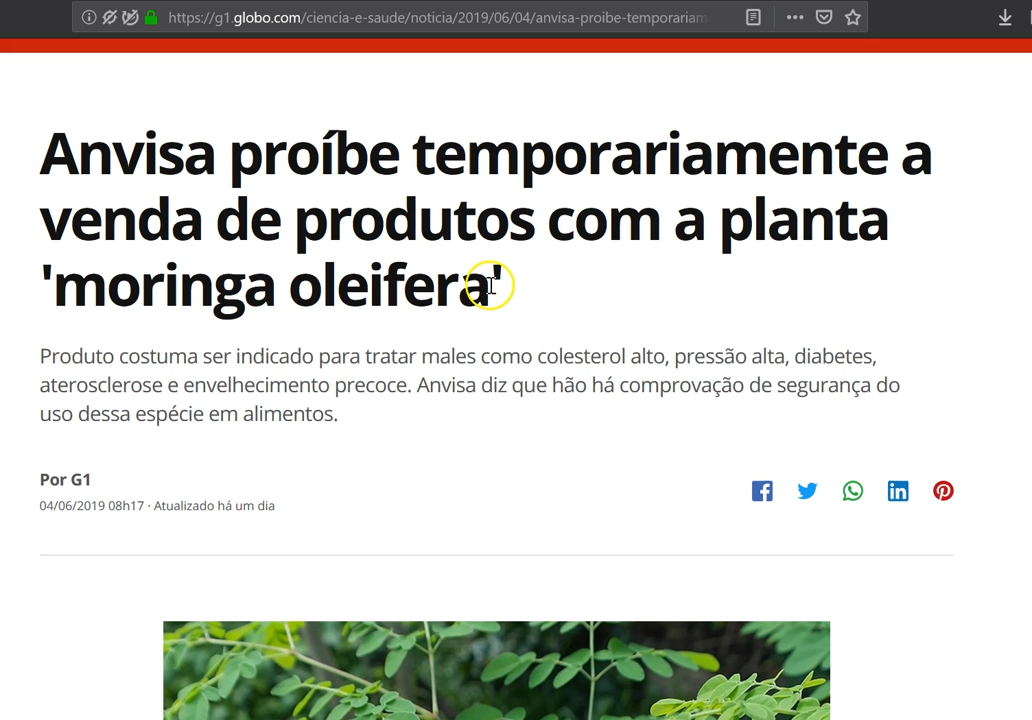 https://g1.globo.com/ciencia-e-saude/noticia/2019/06/04/anvisa-proibe-temporariam
Anvisa proíbe temporariamente a
venda de produtos com a planta
'moringa oleifera'
Produto costuma ser indicado para tratar males como colesterol alto, pressão alta, diabetes,
aterosclerose e envelhecimento precoce. Anvisa diz que hão há comprovação de segurança do
uso dessa espécie em alimentos.
Por G1
04/06/2019 08h17 · Atualizado há um dia